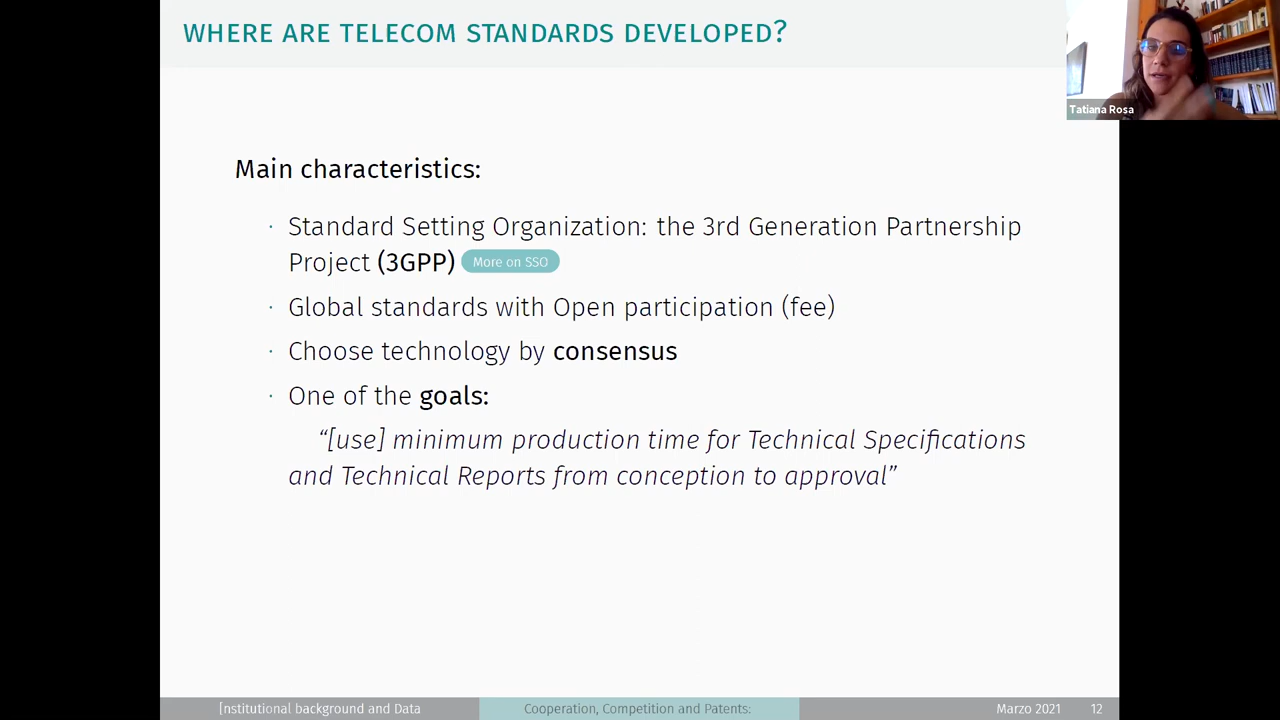 WHERE ARE TELECOM STANDARDS DEVELOPED?
Tatiana Rosa
Main characteristics:
· Standard Setting Organization: the 3rd Generation Partnership
Project (3GPP) More on SSO
· Global standards with Open participation (fee)
· Choose technology by consensus
· One of the goals:
“[use] minimum production time for Technical Specifications
and Technical Reports from conception to approval”
[nstitutional background and Data
Cooperation, Competition and Patents:
Marzo 2021 12